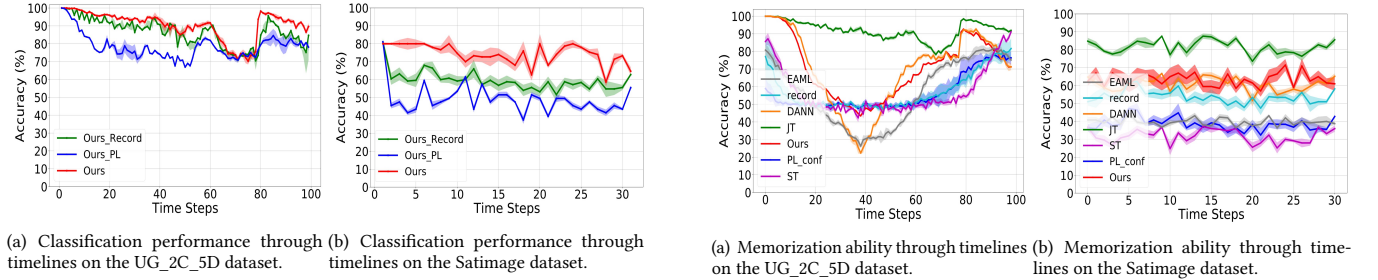 100
90
80
70
60
50
40
30
20
10
0
Accuracy (%)
Ours_Record
Ours_PL
Ours
0 20 40 60 80 100
Time Steps
(a) Classification performance through
timelines on the UG_2C_5D dataset.
100
90
80
70
60
50
40
30
20
10
0
Accuracy (%)
Ours_Record
Ours_PL
Ours
0 5 10 15 20 25 30
Time Steps
(b) Classification performance through
timelines on the Satimage dataset.
100
90
80
70
60
50
40
30
20
10
0
Accuracy (%)
EAML
record
DANN
JT
Ours
PL_conf
ST
0 20 40 60 80 100
Time Steps
(a) Memorization ability through timelines
on the UG_2C_5D dataset.
100
90
80
70
60
50
40
30
20
10
0
Accuracy (%)
EAML
record
DANN
JT
ST
PL_conf
Ours
0 5 10 15 20 25 30
Time Steps
(b) Memorization ability through time-
lines on the Satimage dataset.